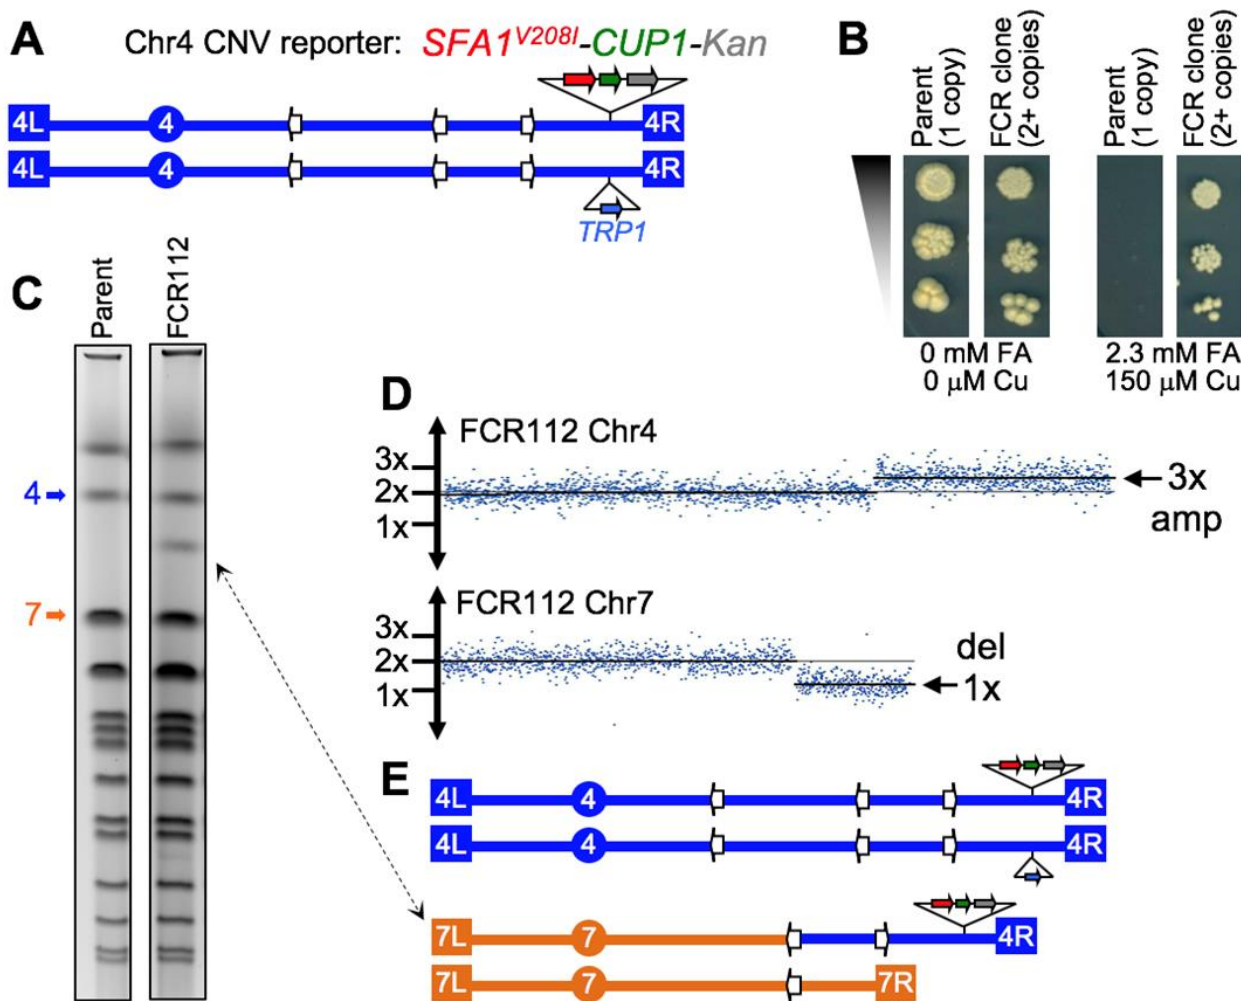 A
Chr4 CNV reporter: SFA1V208I-CUP1-Kan
4L 4 4R
4L 4 4R
TRP1
B
Parent (1 copy)
FCR clone (2+ copies)
Parent (1 copy)
FCR clone (2+ copies)
0 mM FA
0 μM Cu
2.3 mM FA
150 μM Cu
C
Parent
FCR112
4
7
D
FCR112 Chr4
3x
2x
1x
3x
amp
FCR112 Chr7
3x
2x
1x
del
1x
E
4L 4 4R
4L 4 4R
7L 7 4R
7L 7 7R